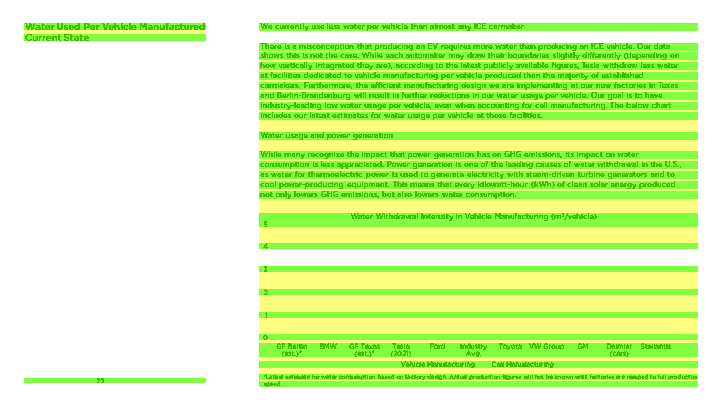 Water Used Per Vehicle Manufactured
Current State
We currently use less water per vehicle than almost any ICE carmaker
There is a misconception that producing an EV requires more water than producing an ICE vehicle. Our data
shows this is not the case. While each automaker may draw their boundaries slightly differently (depending on
how vertically integrated they are), according to the latest publicly available figures, Tesla withdrew less water
at facilities dedicated to vehicle manufacturing per vehicle produced than the majority of established
carmakers. Furthermore, the efficient manufacturing design we are implementing at our new factories in Texas
and Berlin-Brandenburg will result in further reductions in our water usage per vehicle. Our goal is to have
industry-leading low water usage per vehicle, even when accounting for cell manufacturing. The below chart
includes our latest estimates for water usage per vehicle at those facilities.
Water usage and power generation
While many recognize the impact that power generation has on GHG emissions, its impact on water
consumption is less appreciated. Power generation is one of the leading causes of water withdrawal in the U.S.,
as water for thermoelectric power is used to generate electricity with steam-driven turbine generators and to
cool power-producing equipment. This means that every kilowatt-hour (kWh) of clean solar energy produced
not only lowers GHG emissions, but also lowers water consumption.
Water Withdrawal Intensity in Vehicle Manufacturing (m³/vehicle)
5
4
3
2
1
0
GF Berlin BMW GF Texas Tesla Ford Industry Toyota VW Group GM Daimler Stellantis
(est.)* (est.)* (2021) Avg. (cars)
Vehicle Manufacturing Cell Manufacturing
*Latest estimate for water consumption based on factory design. Actual production figures will not be known until factories are ramped to full production
speed.